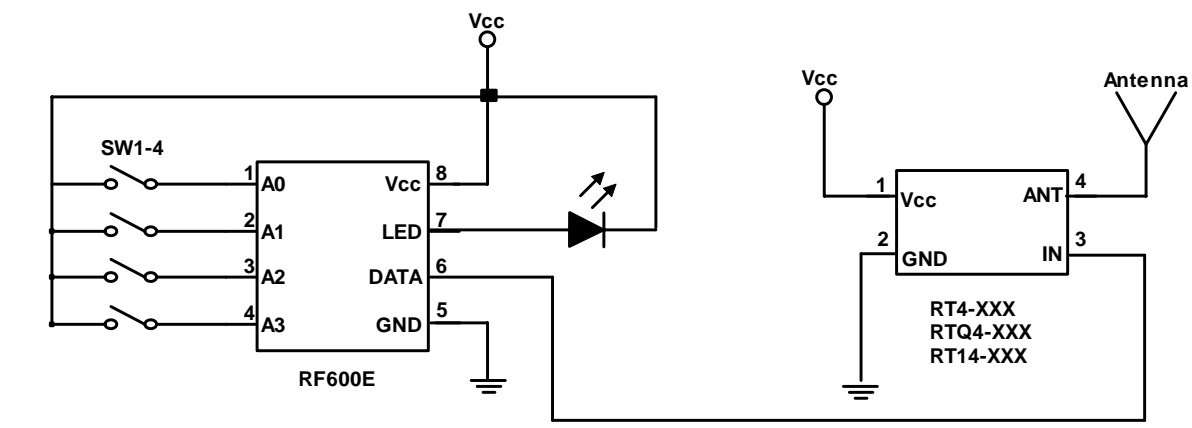 Vcc
SW1-4
1 A0
2 A1
3 A2
4 A3
Vcc 8
LED 7
DATA 6
GND 5
RF600E
Vcc
Antenna
1 Vcc
2 GND
ANT 4
IN 3
RT4-XXX
RTQ4-XXX
RT14-XXX